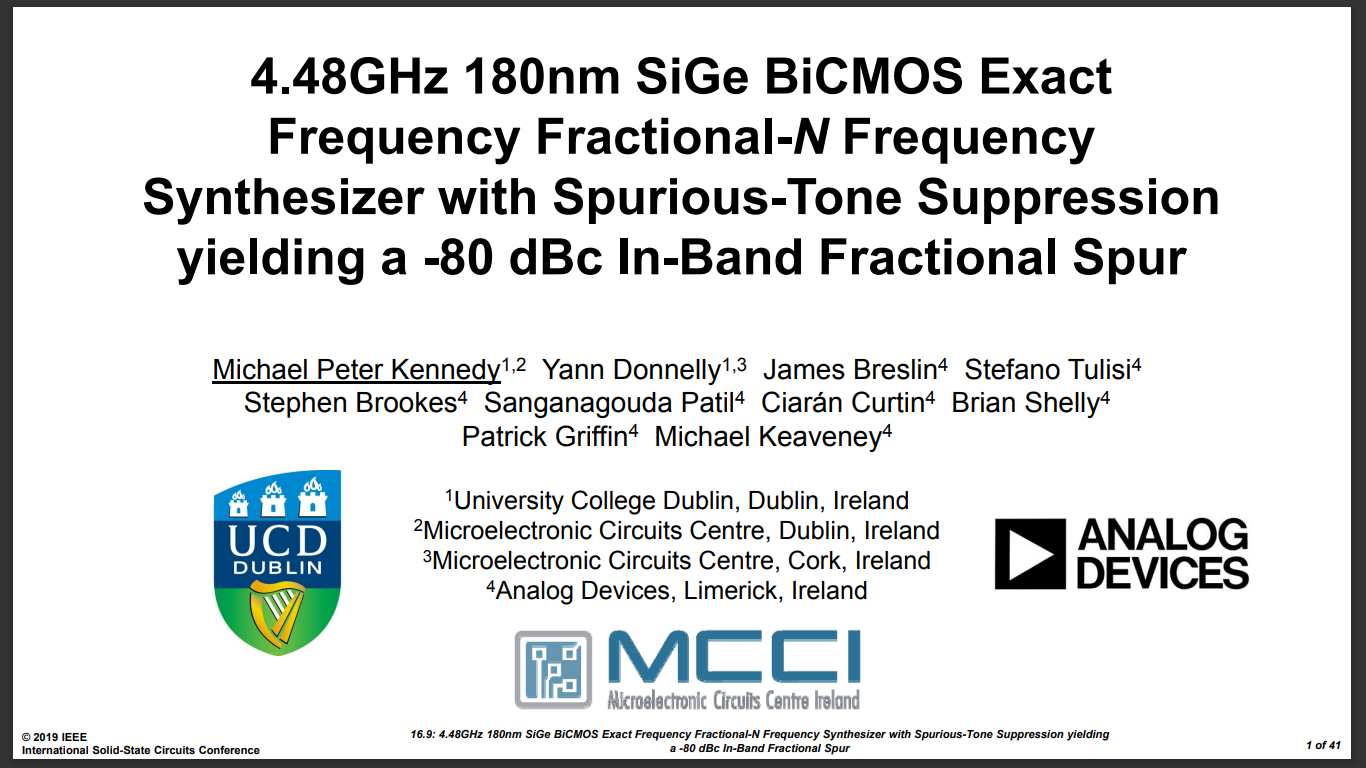 4.48GHz 180nm SiGe BiCMOS Exact
Frequency Fractional-N Frequency
Synthesizer with Spurious-Tone Suppression
yielding a -80 dBc In-Band Fractional Spur
Michael Peter Kennedy1,2 Yann Donnelly1,3 James Breslin4 Stefano Tulisi4
Stephen Brookes4 Sanganagouda Patil4 Ciarán Curtin4 Brian Shelly4
Patrick Griffin4 Michael Keaveney4
UCD
DUBLIN
1University College Dublin, Dublin, Ireland
2Microelectronic Circuits Centre, Dublin, Ireland
3Microelectronic Circuits Centre, Cork, Ireland
4Analog Devices, Limerick, Ireland
ANALOG
DEVICES
MCCI
Microelectronic Circuits Centre Ireland
© 2019 IEEE
International Solid-State Circuits Conference
16.9: 4.48GHz 180nm SiGe BiCMOS Exact Frequency Fractional-N Frequency Synthesizer with Spurious-Tone Suppression yielding
a -80 dBc In-Band Fractional Spur
1 of 41